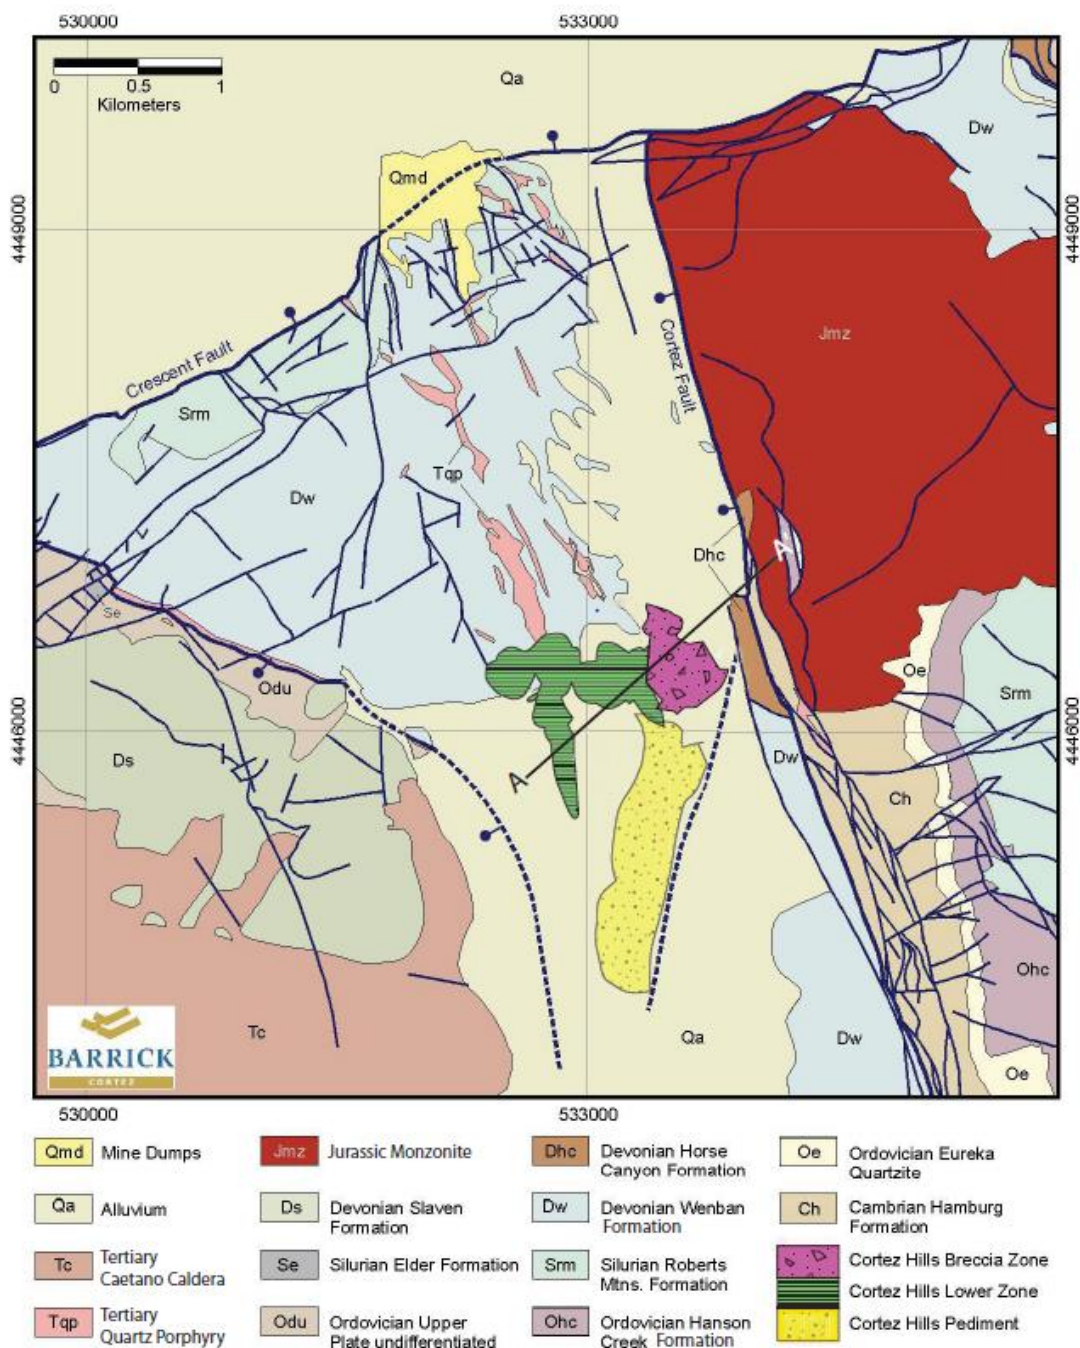 530000
533000
0
0.5
1
Kilometers
Qa
Dw
Qmd
4449000
4449000
Jmz
Cortez Fault
Crescent Fault
Srm
Tqp
Dw
Dhc
A
Se
Oe
Odu
Srm
4446000
4446000
Ds
Dw
A
Ch
Ohc
Tc
Qa
Dw
Oe
BARRICK
CORTEZ
530000
533000
Qmd Mine Dumps
Qa Alluvium
Tc Tertiary
Caetano Caldera
Tqp Tertiary
Quartz Porphyry
Jmz Jurassic Monzonite
Ds Devonian Slaven
Formation
Se Silurian Elder Formation
Odu Ordovician Upper
Plate undifferentiated
Dhc Devonian Horse
Canyon Formation
Dw Devonian Wenban
Formation
Srm Silurian Roberts
Mtns. Formation
Ohc Ordovician Hanson
Creek Formation
Oe Ordovician Eureka
Quartzite
Ch Cambrian Hamburg
Formation
Cortez Hills Breccia Zone
Cortez Hills Lower Zone
Cortez Hills Pediment